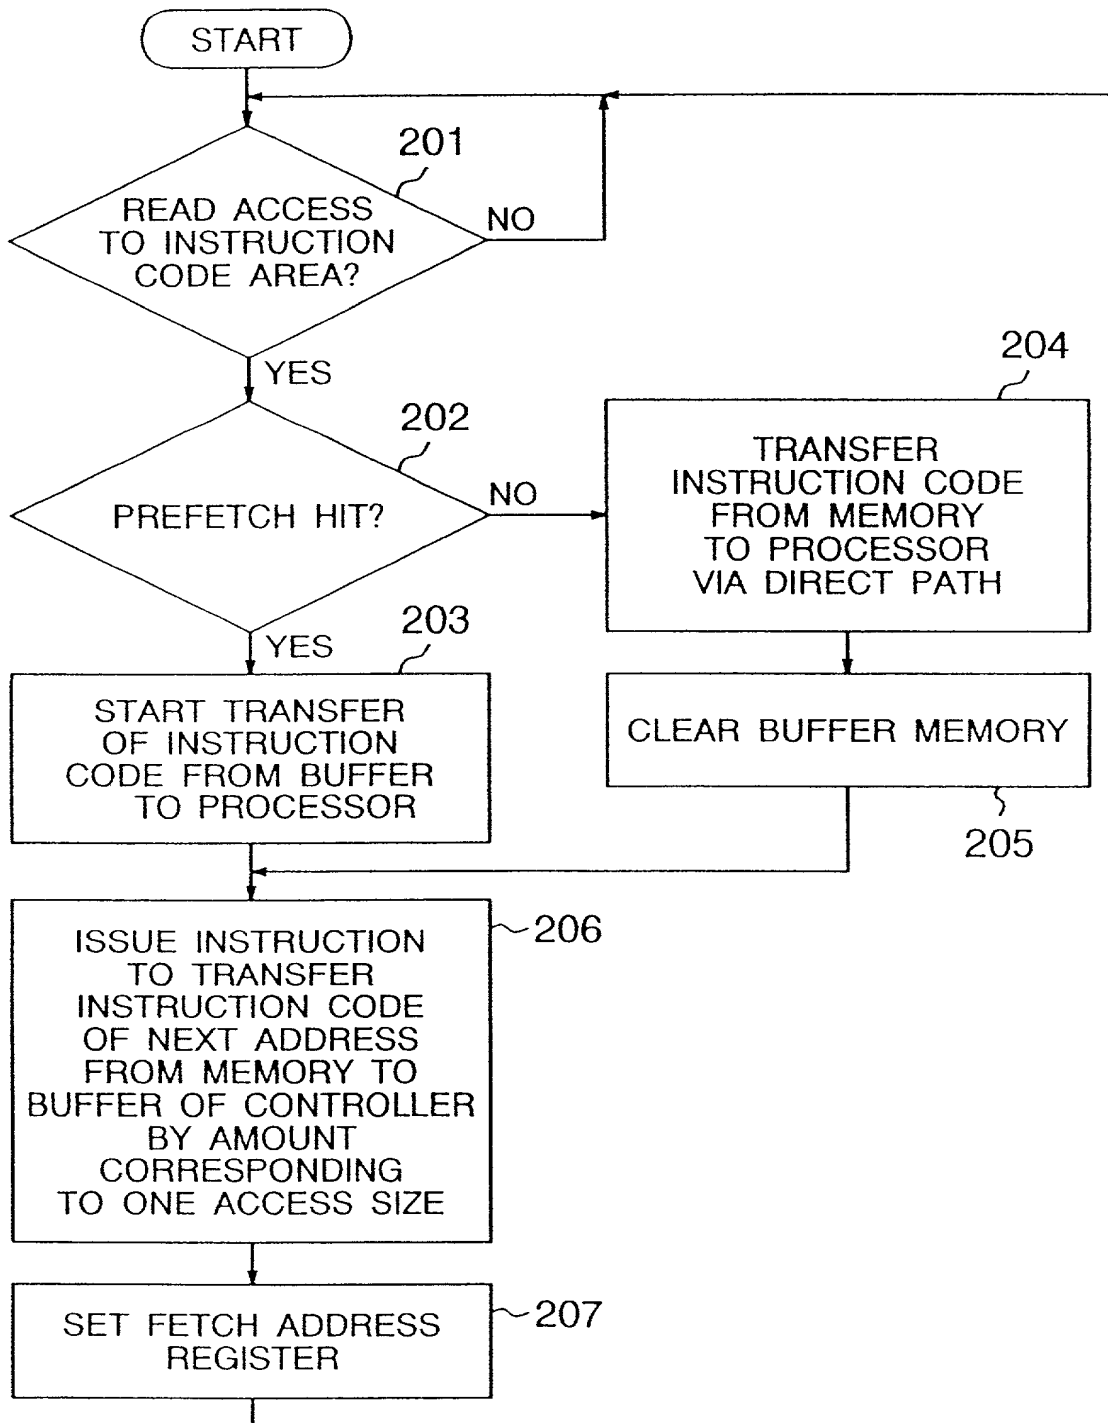 START
201
READ ACCESS
TO INSTRUCTION
CODE AREA?
NO
YES
202
PREFETCH HIT?
NO
204
TRANSFER
INSTRUCTION CODE
FROM MEMORY
TO PROCESSOR
VIA DIRECT PATH
YES
203
START TRANSFER
OF INSTRUCTION
CODE FROM BUFFER
TO PROCESSOR
CLEAR BUFFER MEMORY
205
206
ISSUE INSTRUCTION
TO TRANSFER
INSTRUCTION CODE
OF NEXT ADDRESS
FROM MEMORY TO
BUFFER OF CONTROLLER
BY AMOUNT
CORRESPONDING
TO ONE ACCESS SIZE
207
SET FETCH ADDRESS
REGISTER